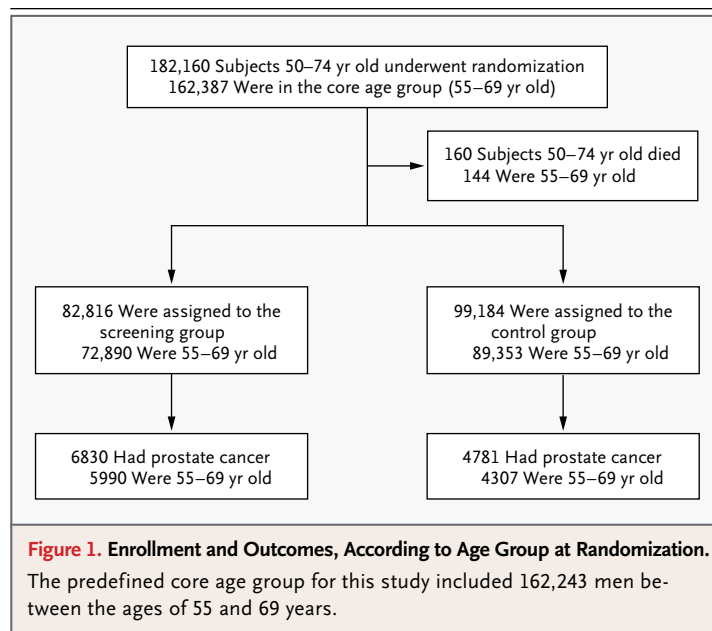 182,160 Subjects 50–74 yr old underwent randomization
162,387 Were in the core age group (55–69 yr old)
160 Subjects 50–74 yr old died
144 Were 55–69 yr old
82,816 Were assigned to the
screening group
72,890 Were 55–69 yr old
99,184 Were assigned to the
control group
89,353 Were 55–69 yr old
6830 Had prostate cancer
5990 Were 55–69 yr old
4781 Had prostate cancer
4307 Were 55–69 yr old
Figure 1. Enrollment and Outcomes, According to Age Group at Randomization.
The predefined core age group for this study included 162,243 men be-
tween the ages of 55 and 69 years.